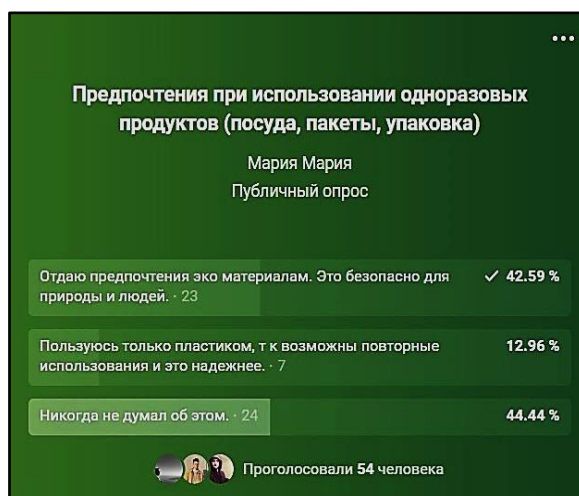 Предпочтения при использовании одноразовых
продуктов (посуда, пакеты, упаковка)
Мария Мария
Публичный опрос
Отдаю предпочтения эко материалам. Это безопасно для
природы и людей. · 23
42.59 %
Пользуюсь только пластиком, т к возможны повторные
использования и это надежнее. · 7
12.96 %
Никогда не думал об этом. · 24
44.44 %
Проголосовали 54 человека